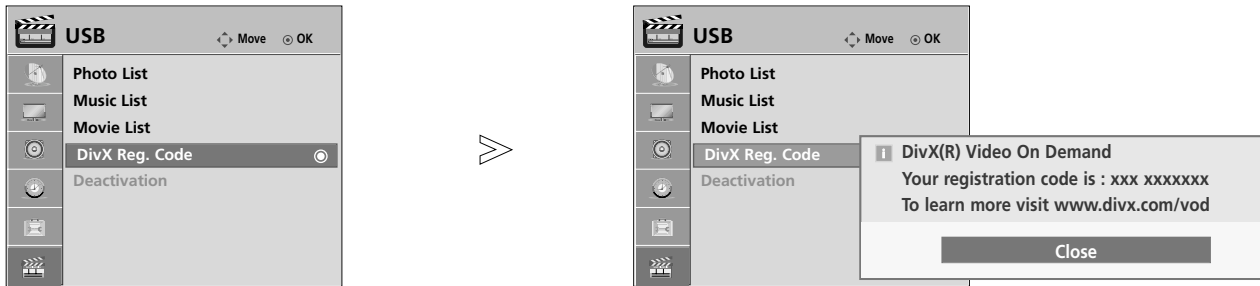 USB
Move OK
Photo List
Music List
Movie List
DivX Reg. Code
Deactivation
USB
Move OK
Photo List
Music List
Movie List
DivX Reg. Code
Deactivation
i DivX(R) Video On Demand
Your registration code is : xxx xxxxxxx
To learn more visit www.divx.com/vod
Close